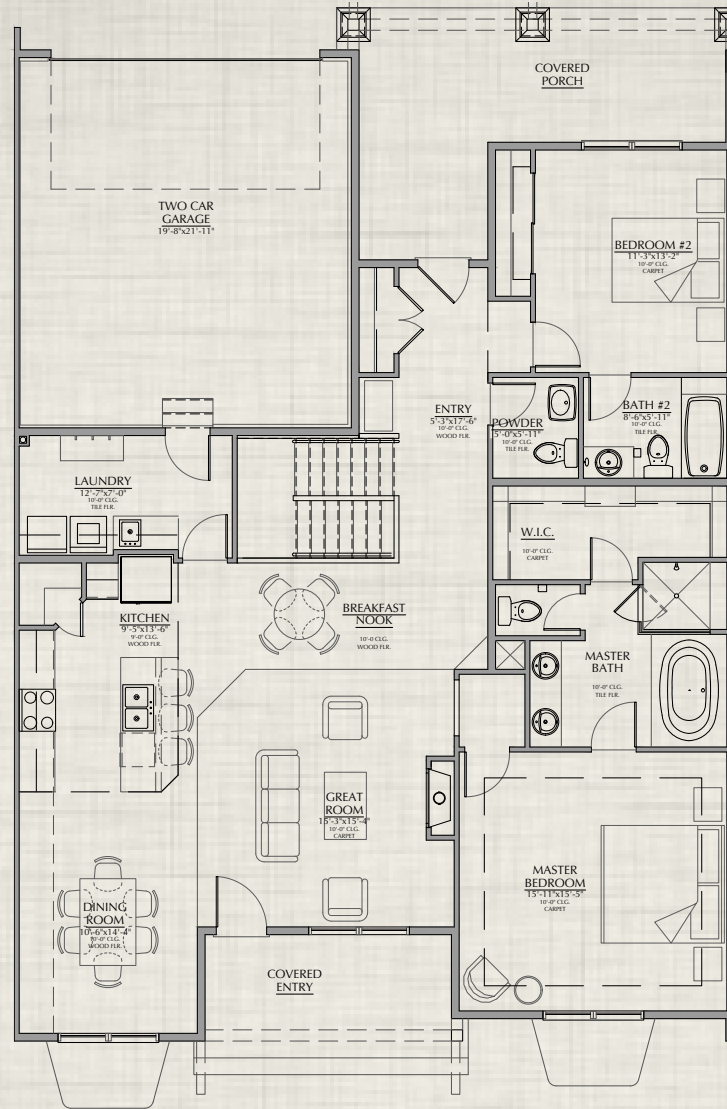 COVERED
PORCH
TWO CAR
GARAGE
19'-8"x21'-11"
BEDROOM #2
11'-3"x13'-2"
10'-0" CLG.
CARPET
ENTRY
5'-3"x17'-6"
10'-0" CLG.
WOOD FLR.
POWDER
5'-0"x5'-11"
10'-0" CLG.
TILE FLR.
BATH #2
8'-6"x5'-11"
10'-0" CLG.
TILE FLR.
LAUNDRY
12'-7"x7'-0"
10'-0" CLG.
TILE FLR.
W.I.C.
10'-0" CLG.
CARPET
KITCHEN
9'-5"x13'-6"
9'-0" CLG.
WOOD FLR.
BREAKFAST
NOOK
10'-0 CLG.
WOOD FLR.
MASTER
BATH
10'-0" CLG.
TILE FLR.
GREAT
ROOM
15'-3"x15'-4"
10'-0" CLG.
CARPET
MASTER
BEDROOM
15'-11"x15'-5"
10'-0" CLG.
CARPET
DINING
ROOM
10'-6"x14'-4"
9'-0" CLG.
WOOD FLR.
COVERED
ENTRY